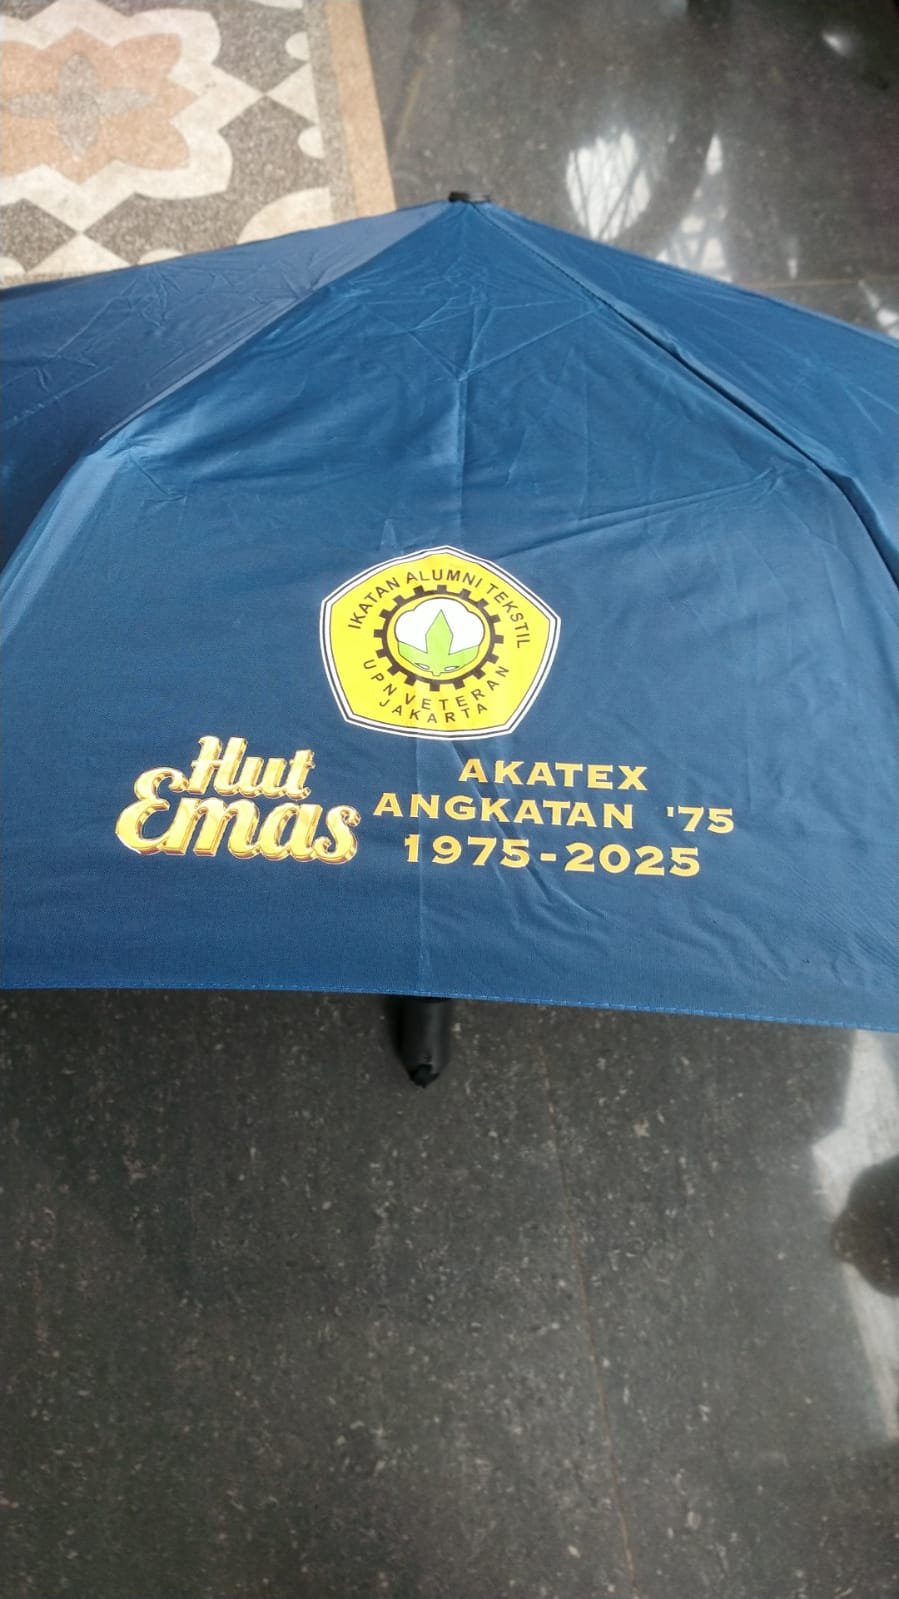 IKATAN ALUMNI TEKSTIL
UPN VETERAN
JAKARTA
Hut
Emas
AKATEX
ANGKATAN '75
1975-2025